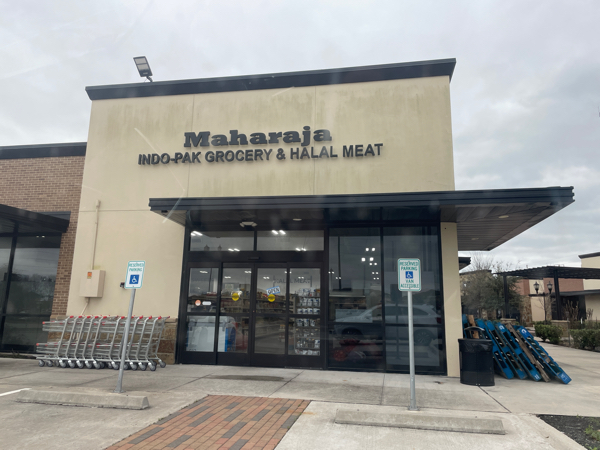 Maharaja
INDO-PAK GROCERY & HALAL MEAT
RESERVED
PARKING
RESERVED
PARKING
VAN
ACCESSIBLE